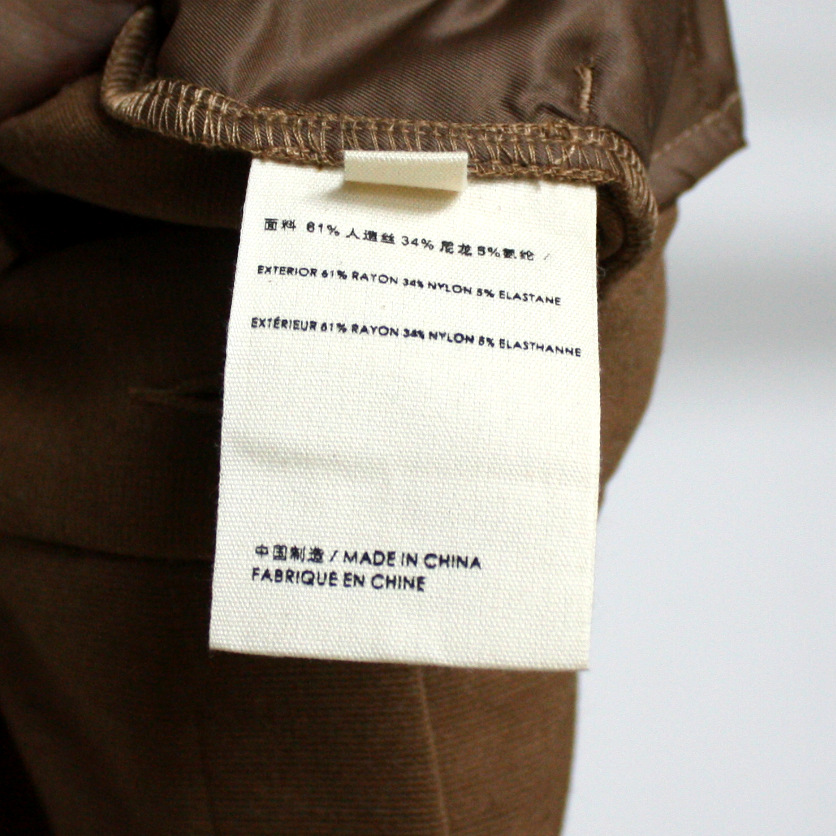 面料 61% 人造丝 34% 尼龙 5% 氨纶 /
EXTERIOR 61% RAYON 34% NYLON 5% ELASTANE
EXTÉRIEUR 61% RAYON 34% NYLON 5% ELASTHANNE
中国制造 / MADE IN CHINA
FABRIQUÉ EN CHINE